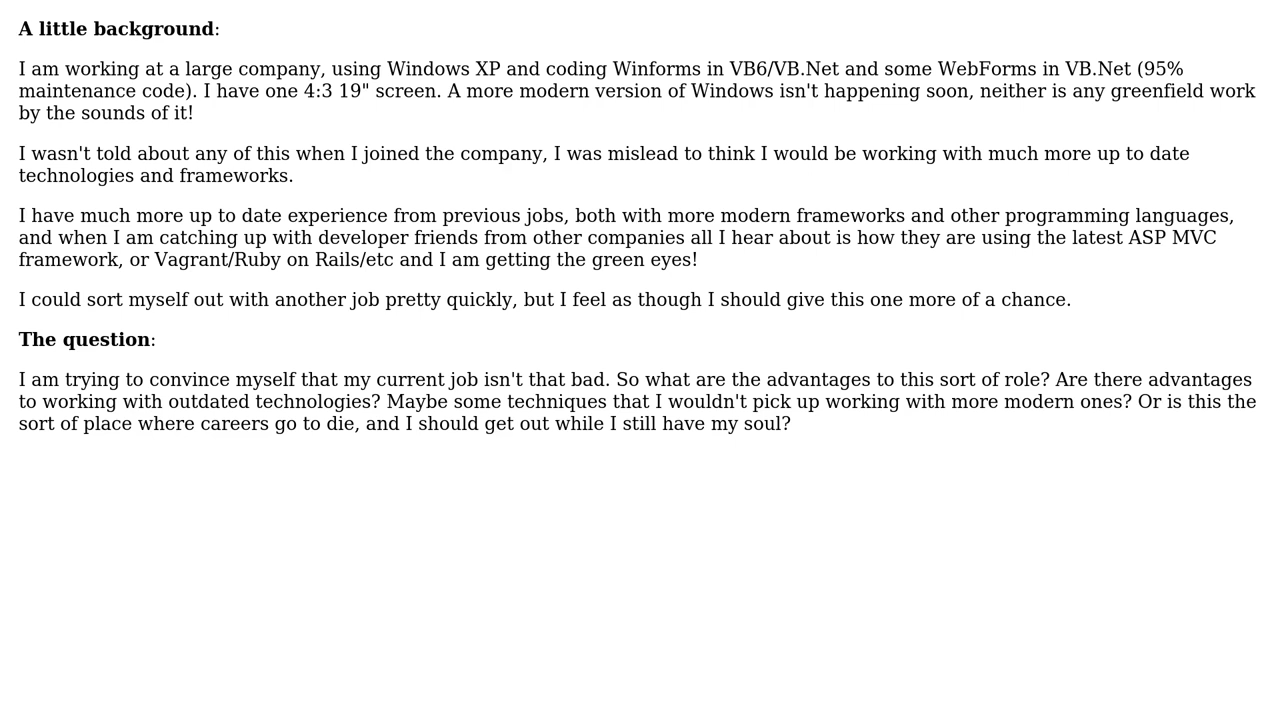 A little background:
I am working at a large company, using Windows XP and coding Winforms in VB6/VB.Net and some WebForms in VB.Net (95%
maintenance code). I have one 4:3 19" screen. A more modern version of Windows isn't happening soon, neither is any greenfield work
by the sounds of it!
I wasn't told about any of this when I joined the company, I was mislead to think I would be working with much more up to date
technologies and frameworks.
I have much more up to date experience from previous jobs, both with more modern frameworks and other programming languages,
and when I am catching up with developer friends from other companies all I hear about is how they are using the latest ASP MVC
framework, or Vagrant/Ruby on Rails/etc and I am getting the green eyes!
I could sort myself out with another job pretty quickly, but I feel as though I should give this one more of a chance.
The question:
I am trying to convince myself that my current job isn't that bad. So what are the advantages to this sort of role? Are there advantages
to working with outdated technologies? Maybe some techniques that I wouldn't pick up working with more modern ones? Or is this the
sort of place where careers go to die, and I should get out while I still have my soul?